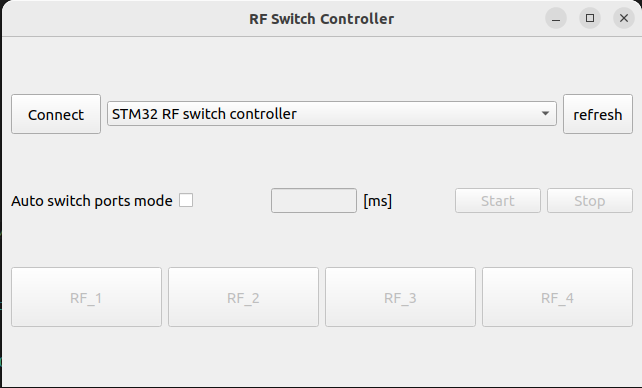 RF Switch Controller
Connect STM32 RF switch controller refresh
Auto switch ports mode [ms] Start Stop
RF_1 RF_2 RF_3 RF_4